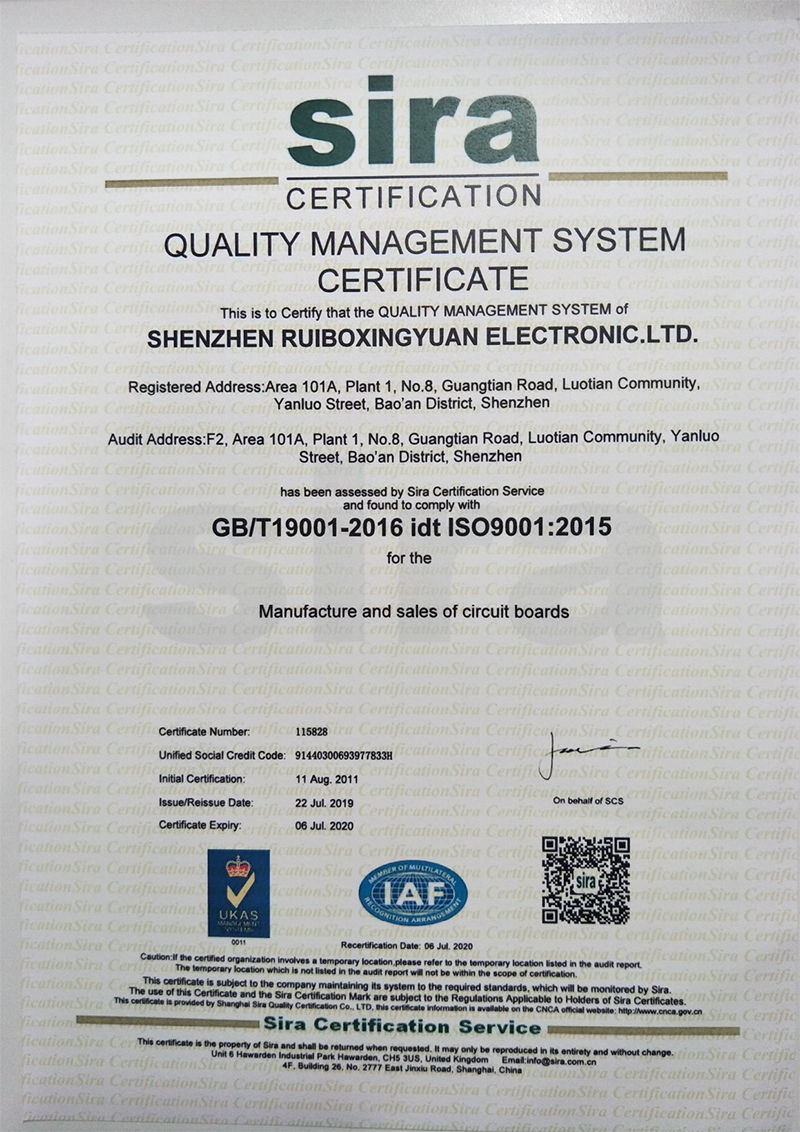 sira
CERTIFICATION
QUALITY MANAGEMENT SYSTEM
CERTIFICATE
This is to Certify that the QUALITY MANAGEMENT SYSTEM of
SHENZHEN RUIBOXINGYUAN ELECTRONIC.LTD.
Registered Address:Area 101A, Plant 1, No.8, Guangtian Road, Luotian Community,
Yanluo Street, Bao'an District, Shenzhen
Audit Address:F2, Area 101A, Plant 1, No.8, Guangtian Road, Luotian Community, Yanluo
Street, Bao'an District, Shenzhen
has been assessed by Sira Certification Service
and found to comply with
GB/T19001-2016 idt ISO9001:2015
for the
Manufacture and sales of circuit boards
Certificate Number: 115828
Unified Social Credit Code: 91440300693977833H
Initial Certification: 11 Aug. 2011
Issue/Reissue Date: 22 Jul. 2019
Certificate Expiry: 06 Jul. 2020
On behalf of SCS
UKAS
MANAGEMENT
SYSTEMS
0011
MEMBER OF MULTILATERAL
IAF
RECOGNITION ARRANGEMENT
sira
Recertification Date: 06 Jul. 2020
Caution:If the certified organization involves a temporary location,please refer to the temporary location listed in the audit report.
The temporary location which is not listed in the audit report will not be within the scope of certification.
This certificate is subject to the company maintaining its system to the required standards, which will be monitored by Sira.
The use of this Certificate and the Sira Certification Mark are subject to the Regulations Applicable to Holders of Sira Certificates.
This certificate is provided by Shanghai Sira Quality Certification Co., LTD, this certificate information is available on the CNCA official website: http://www.cnca.gov.cn
Sira Certification Service
This certificate is the property of Sira and shall be returned when requested. It may only be reproduced in its entirety and without change.
Unit 6 Hawarden Industrial Park Hawarden, CH5 3US, United Kingdom Email:info@sira.com.cn
4F, Building 26, No. 2777 East Jinxiu Road, Shanghai, China